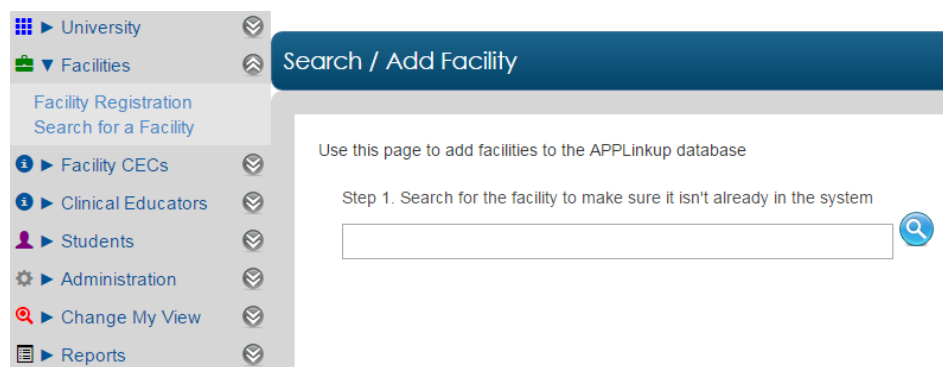 University
Facilities
Facility Registration
Search for a Facility
Facility CECs
Clinical Educators
Students
Administration
Change My View
Reports
Search / Add Facility
Use this page to add facilities to the APPLinkup database
Step 1. Search for the facility to make sure it isn't already in the system